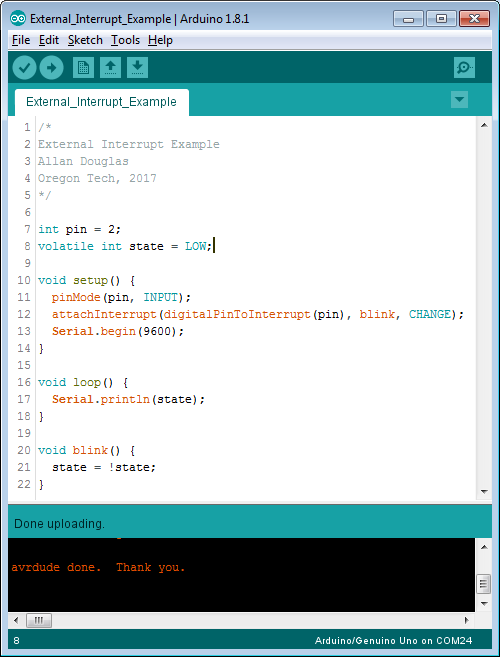 External_Interrupt_Example | Arduino 1.8.1
File Edit Sketch Tools Help
External_Interrupt_Example
1 /*
2 External Interrupt Example
3 Allan Douglas
4 Oregon Tech, 2017
5 */
6
7 int pin = 2;
8 volatile int state = LOW;
9
10 void setup() {
11   pinMode(pin, INPUT);
12   attachInterrupt(digitalPinToInterrupt(pin), blink, CHANGE);
13   Serial.begin(9600);
14 }
15
16 void loop() {
17   Serial.println(state);
18 }
19
20 void blink() {
21   state = !state;
22 }
Done uploading.
avrdude done.  Thank you.
8 Arduino/Genuino Uno on COM24